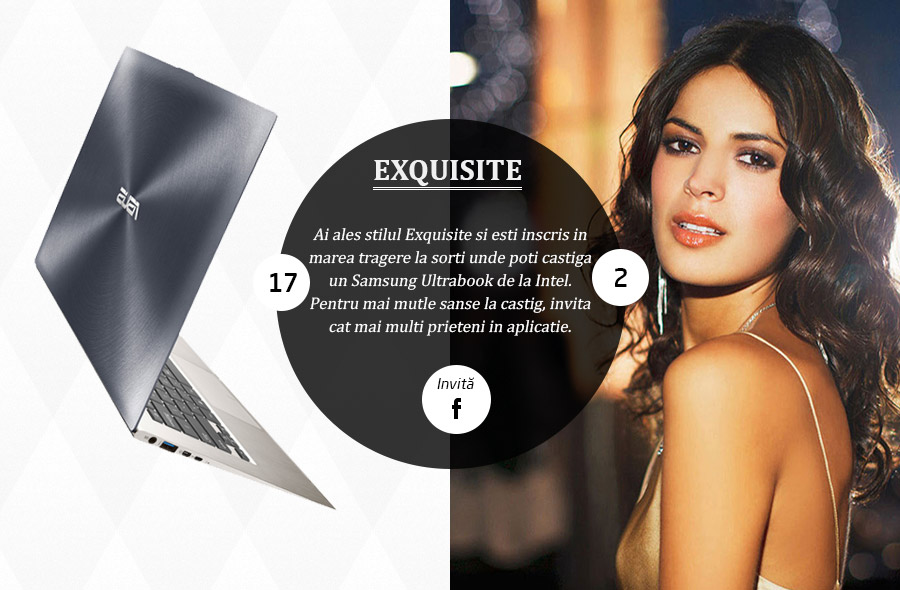 EXQUISITE
Ai ales stilul Exquisite si esti inscris in
marea tragere la sorti unde poti castiga
un Samsung Ultrabook de la Intel.
Pentru mai mutle sanse la castig, invita
cat mai multi prieteni in aplicatie.
17
2
Invită
f
ASUS